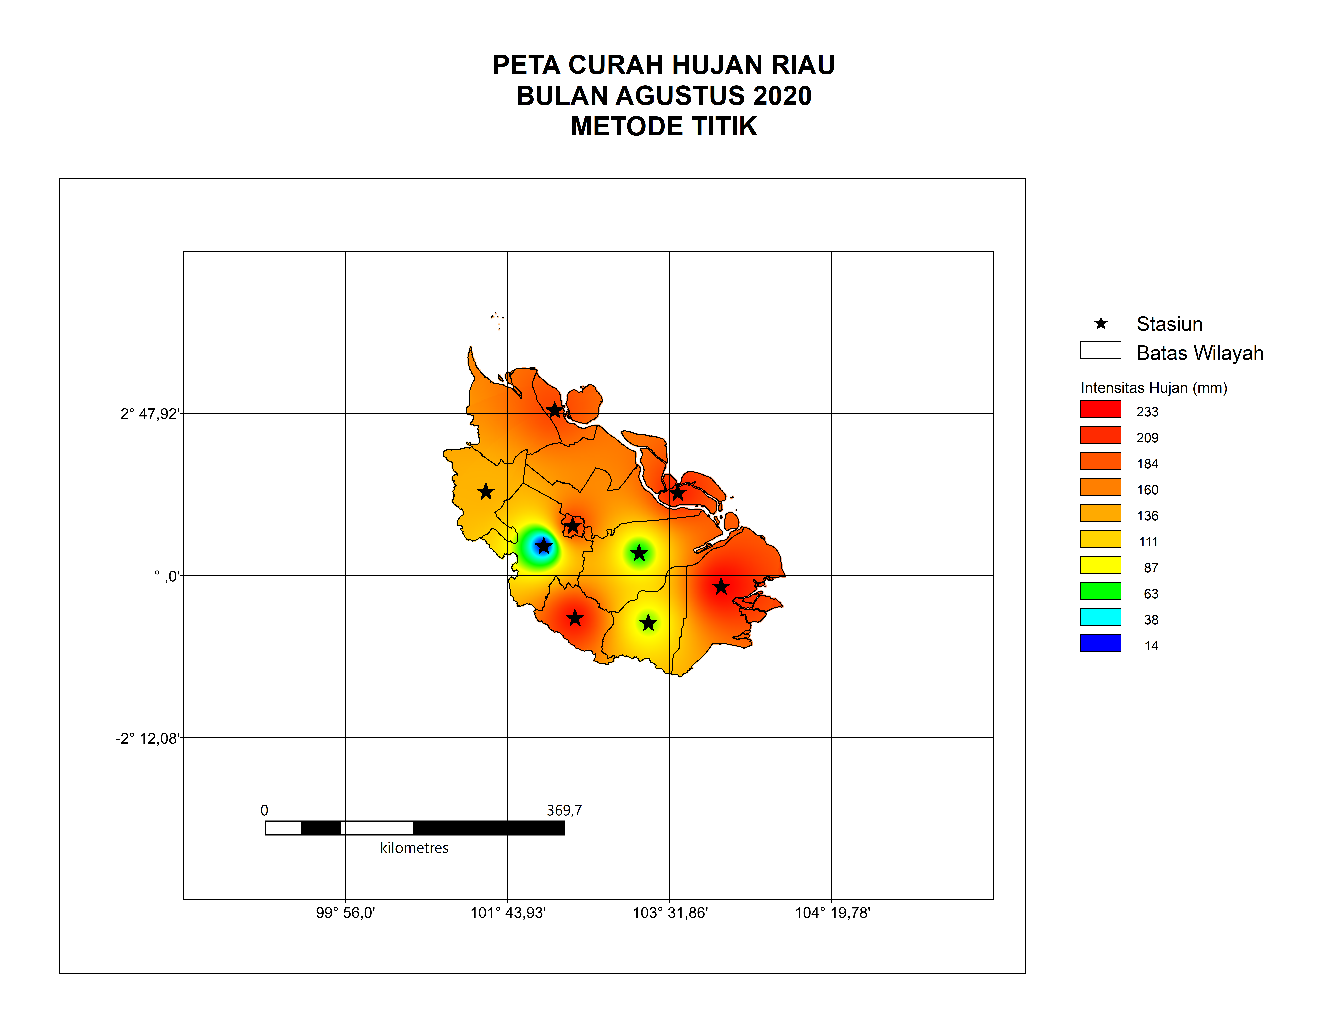 PETA CURAH HUJAN RIAU
BULAN AGUSTUS 2020
METODE TITIK
Stasiun
Batas Wilayah
Intensitas Hujan (mm)
233
209
184
160
136
111
87
63
38
14
2° 47,92'
° ,0'
-2° 12,08'
0 369,7
kilometres
99° 56,0' 101° 43,93' 103° 31,86' 104° 19,78'